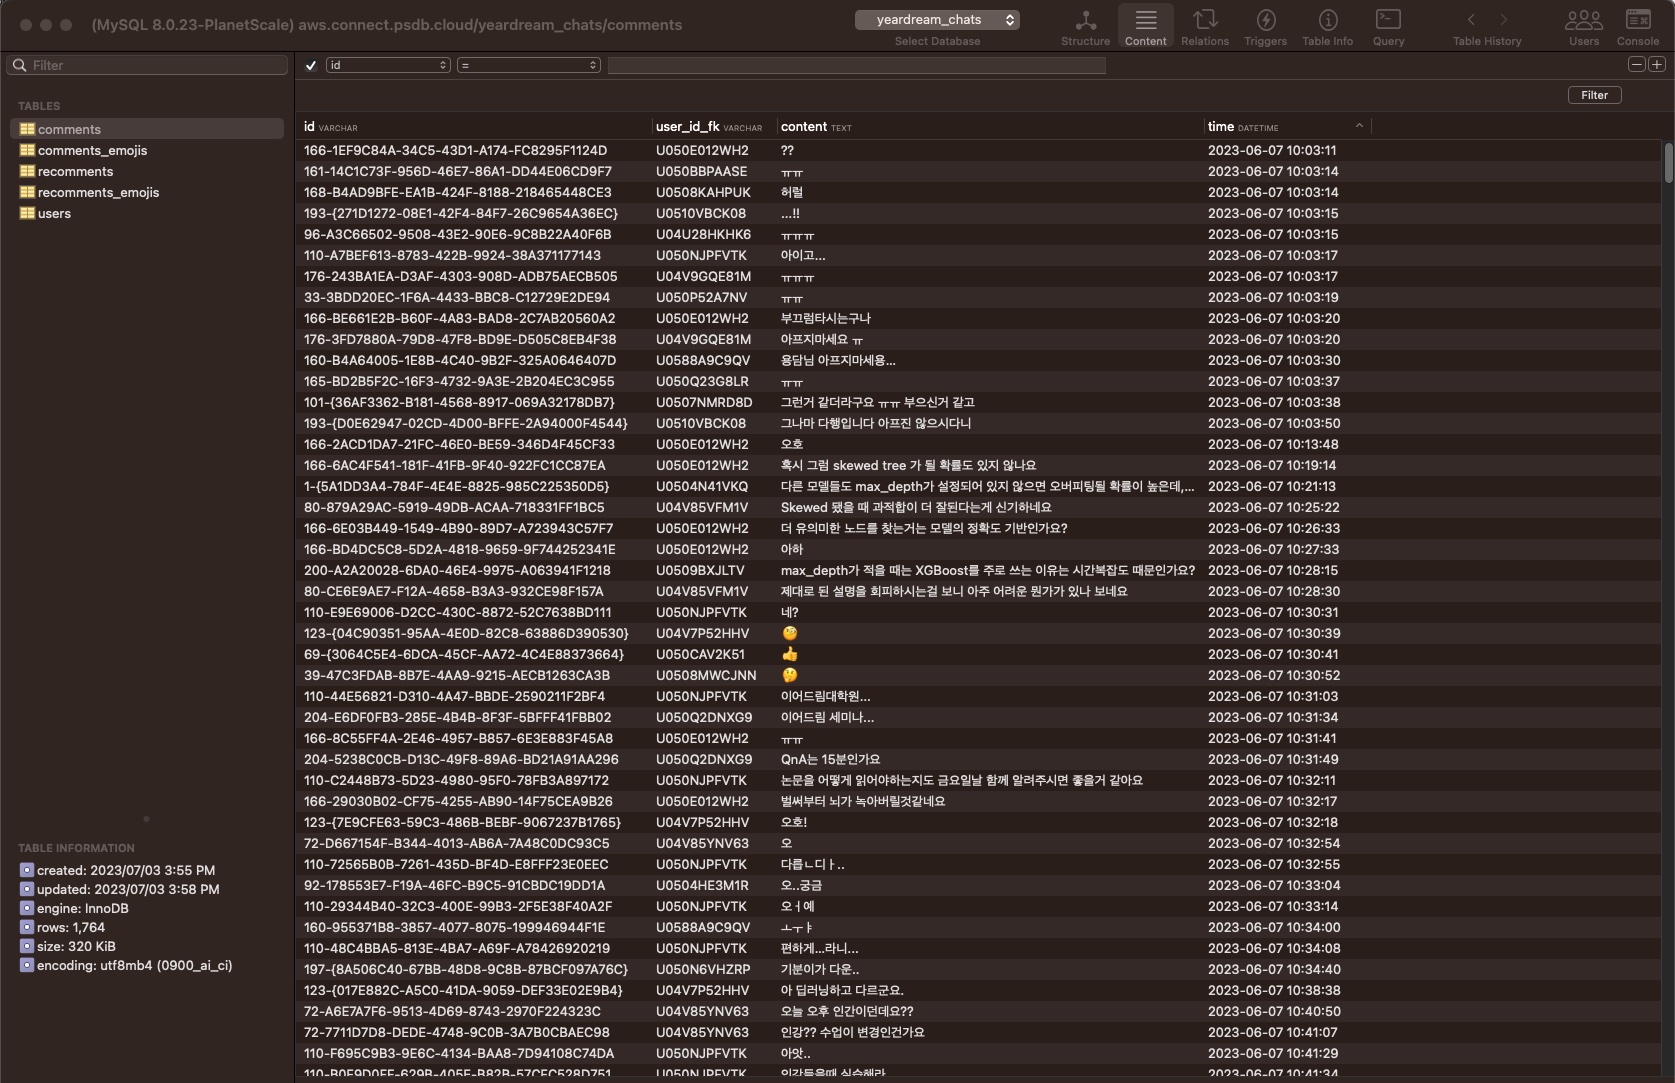 (MySQL 8.0.23-PlanetScale) aws.connect.psdb.cloud/yeardream_chats/comments
yeardream_chats
Select Database
Structure Content Relations Triggers Table Info Query Table History Users Console
Filter
id =
Filter
TABLES
comments
comments_emojis
recomments
recomments_emojis
users
id VARCHAR user_id_fk VARCHAR content TEXT time DATETIME
166-1EF9C84A-34C5-43D1-A174-FC8295F1124D U050E012WH2 ?? 2023-06-07 10:03:11
161-14C1C73F-956D-46E7-86A1-DD44E06CD9F7 U050BBPAASE ㅠㅠ 2023-06-07 10:03:14
168-B4AD9BFE-EA1B-424F-8188-218465448CE3 U0508KAHPUK 허럴 2023-06-07 10:03:14
193-{271D1272-08E1-42F4-84F7-26C9654A36EC} U0510VBCK08 ...!! 2023-06-07 10:03:15
96-A3C66502-9508-43E2-90E6-9C8B22A40F6B U04U28HKHK6 ㅠㅠㅠ 2023-06-07 10:03:15
110-A7BEF613-8783-422B-9924-38A371177143 U050NJPFVTK 아이고... 2023-06-07 10:03:17
176-243BA1EA-D3AF-4303-908D-ADB75AECB505 U04V9GQE81M ㅠㅠㅠ 2023-06-07 10:03:17
33-3BDD20EC-1F6A-4433-BBC8-C12729E2DE94 U050P52A7NV ㅠㅠ 2023-06-07 10:03:19
166-BE661E2B-B60F-4A83-BAD8-2C7AB20560A2 U050E012WH2 부끄럼타시는구나 2023-06-07 10:03:20
176-3FD7880A-79D8-47F8-BD9E-D505C8EB4F38 U04V9GQE81M 아프지마세요 ㅠ 2023-06-07 10:03:20
160-B4A64005-1E8B-4C40-9B2F-325A0646407D U0588A9C9QV 용담님 아프지마세용... 2023-06-07 10:03:30
165-BD2B5F2C-16F3-4732-9A3E-2B204EC3C955 U050Q23G8LR ㅠㅠ 2023-06-07 10:03:37
101-{36AF3362-B181-4568-8917-069A32178DB7} U0507NMRD8D 그런거 같더라구요 ㅠㅠ 부으신거 같고 2023-06-07 10:03:38
193-{D0E62947-02CD-4D00-BFFE-2A94000F4544} U0510VBCK08 그나마 다행입니다 아프진 않으시다니 2023-06-07 10:03:50
166-2ACD1DA7-21FC-46E0-BE59-346D4F45CF33 U050E012WH2 오호 2023-06-07 10:13:48
166-6AC4F541-181F-41FB-9F40-922FC1CC87EA U050E012WH2 혹시 그럼 skewed tree 가 될 확률도 있지 않나요 2023-06-07 10:19:14
1-{5A1DD3A4-784F-4E4E-8825-985C225350D5} U0504N41VKQ 다른 모델들도 max_depth가 설정되어 있지 않으면 오버피팅될 확률이 높은데,... 2023-06-07 10:21:13
80-879A29AC-5919-49DB-ACAA-718331FF1BC5 U04V85VFM1V Skewed 됐을 때 과적합이 더 잘된다는게 신기하네요 2023-06-07 10:25:22
166-6E03B449-1549-4B90-89D7-A723943C57F7 U050E012WH2 더 유의미한 노드를 찾는거는 모델의 정확도 기반인가요? 2023-06-07 10:26:33
166-BD4DC5C8-5D2A-4818-9659-9F744252341E U050E012WH2 아하 2023-06-07 10:27:33
200-A2A20028-6DA0-46E4-9975-A063941F1218 U0509BXJLTV max_depth가 적을 때는 XGBoost를 주로 쓰는 이유는 시간복잡도 때문인가요? 2023-06-07 10:28:15
80-CE6E9AE7-F12A-4658-B3A3-932CE98F157A U04V85VFM1V 제대로 된 설명을 회피하시는걸 보니 아주 어려운 뭔가가 있나 보네요 2023-06-07 10:28:30
110-E9E69006-D2CC-430C-8872-52C7638BD111 U050NJPFVTK 네? 2023-06-07 10:30:31
123-{04C90351-95AA-4E0D-82C8-63886D390530} U04V7P52HHV 🧐 2023-06-07 10:30:39
69-{3064C5E4-6DCA-45CF-AA72-4C4E88373664} U050CAV2K51 👍 2023-06-07 10:30:41
39-47C3FDAB-8B7E-4AA9-9215-AECB1263CA3B U0508MWCJNN 🤔 2023-06-07 10:30:52
110-44E56821-D310-4A47-BBDE-2590211F2BF4 U050NJPFVTK 이어드림대학원... 2023-06-07 10:31:03
204-E6DF0FB3-285E-4B4B-8F3F-5BFFF41FBB02 U050Q2DNXG9 이어드림 세미나... 2023-06-07 10:31:34
166-8C55FF4A-2E46-4957-B857-6E3E883F45A8 U050E012WH2 ㅠㅠ 2023-06-07 10:31:41
204-5238C0CB-D13C-49F8-89A6-BD21A91AA296 U050Q2DNXG9 QnA는 15분인가요 2023-06-07 10:31:49
110-C2448B73-5D23-4980-95F0-78FB3A897172 U050NJPFVTK 논문을 어떻게 읽어야하는지도 금요일날 함께 알려주시면 좋을거 같아요 2023-06-07 10:32:11
166-29030B02-CF75-4255-AB90-14F75CEA9B26 U050E012WH2 벌써부터 뇌가 녹아버릴것같네요 2023-06-07 10:32:17
123-{7E9CFE63-59C3-486B-BEBF-9067237B1765} U04V7P52HHV 오호! 2023-06-07 10:32:18
72-D667154F-B344-4013-AB6A-7A48C0DC93C5 U04V85YNV63 오 2023-06-07 10:32:54
110-72565B0B-7261-435D-BF4D-E8FFF23E0EEC U050NJPFVTK 다릅ㄴ디ㅏ.. 2023-06-07 10:32:55
92-178553E7-F19A-46FC-B9C5-91CBDC19DD1A U0504HE3M1R 오..궁금 2023-06-07 10:33:04
110-29344B40-32C3-400E-99B3-2F5E38F40A2F U050NJPFVTK 오ㅓ예 2023-06-07 10:33:14
160-955371B8-3857-4077-8075-199946944F1E U0588A9C9QV ㅗㅜㅑ 2023-06-07 10:34:00
110-48C4BBA5-813E-4BA7-A69F-A78426920219 U050NJPFVTK 편하게...라니... 2023-06-07 10:34:08
197-{8A506C40-67BB-48D8-9C8B-87BCF097A76C} U050N6VHZRP 기분이가 다운.. 2023-06-07 10:34:40
123-{017E882C-A5C0-41DA-9059-DEF33E02E9B4} U04V7P52HHV 아 딥러닝하고 다르군요. 2023-06-07 10:38:38
72-A6E7A7F6-9513-4D69-8743-2970F224323C U04V85YNV63 오늘 오후 인간이던데요?? 2023-06-07 10:40:50
72-7711D7D8-DEDE-4748-9C0B-3A7B0CBAEC98 U04V85YNV63 인강?? 수업이 변경인건가요 2023-06-07 10:41:07
110-F695C9B3-9E6C-4134-BAA8-7D94108C74DA U050NJPFVTK 아앗.. 2023-06-07 10:41:29
U050NJPFVTK 2023-06-07 10:41:34
TABLE INFORMATION
created: 2023/07/03 3:55 PM
updated: 2023/07/03 3:58 PM
engine: InnoDB
rows: 1,764
size: 320 KiB
encoding: utf8mb4 (0900_ai_ci)